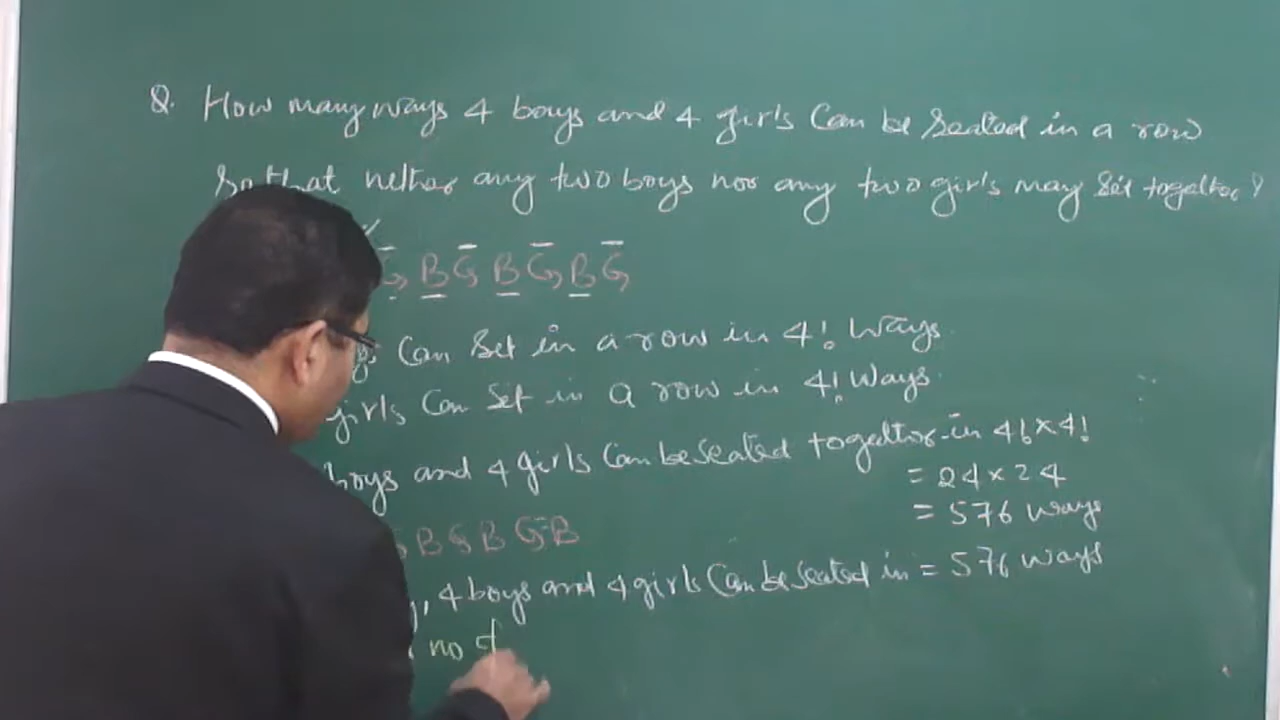 Q. How many ways 4 boys and 4 girls can be seated in a row
So that neither any two boys nor any two girls may sit together?
G B G B G B G
can set in a row in 4! ways.
girls can set in a row in 4! ways.
boys and 4 girls can be seated together in 4! × 4!
= 24 × 24
= 576 ways
B G B G B
, 4 boys and 4 girls can be seated in = 576 ways
no of